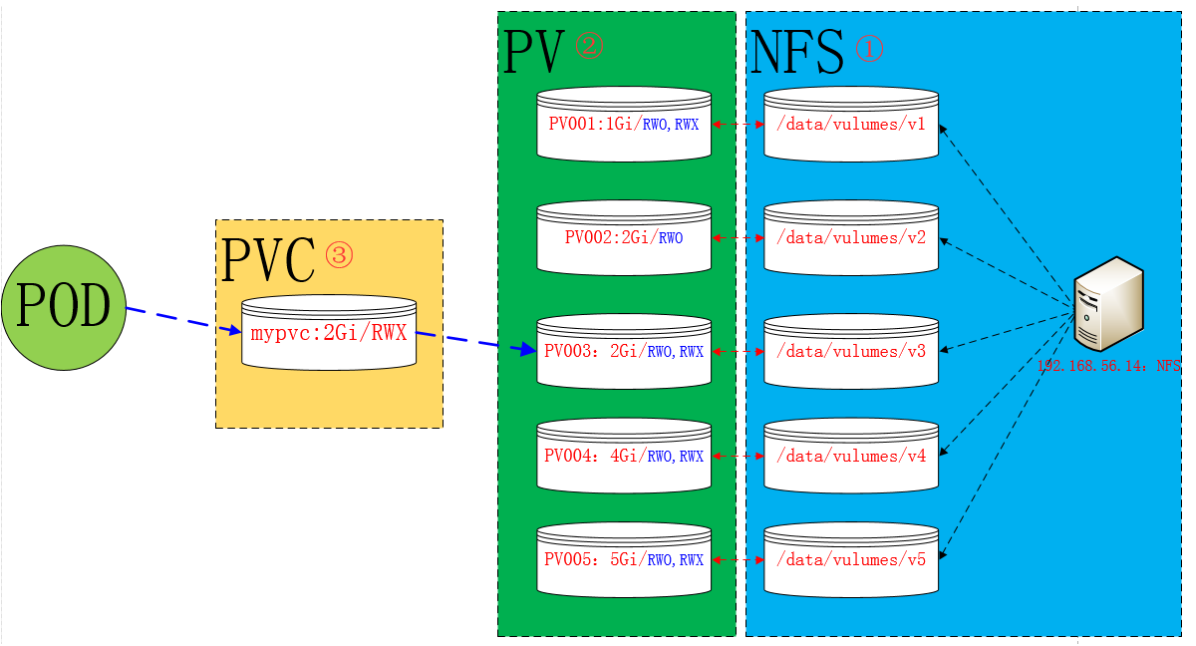 POD
PVC ③
mypvc:2Gi/RWX
PV ②
PV001:1Gi/RWO,RWX
PV002:2Gi/RWO
PV003: 2Gi/RWO,RWX
PV004: 4Gi/RWO,RWX
PV005: 5Gi/RWO,RWX
NFS ①
/data/vulumes/v1
/data/vulumes/v2
/data/vulumes/v3
/data/vulumes/v4
/data/vulumes/v5
192.168.56.14: NFS